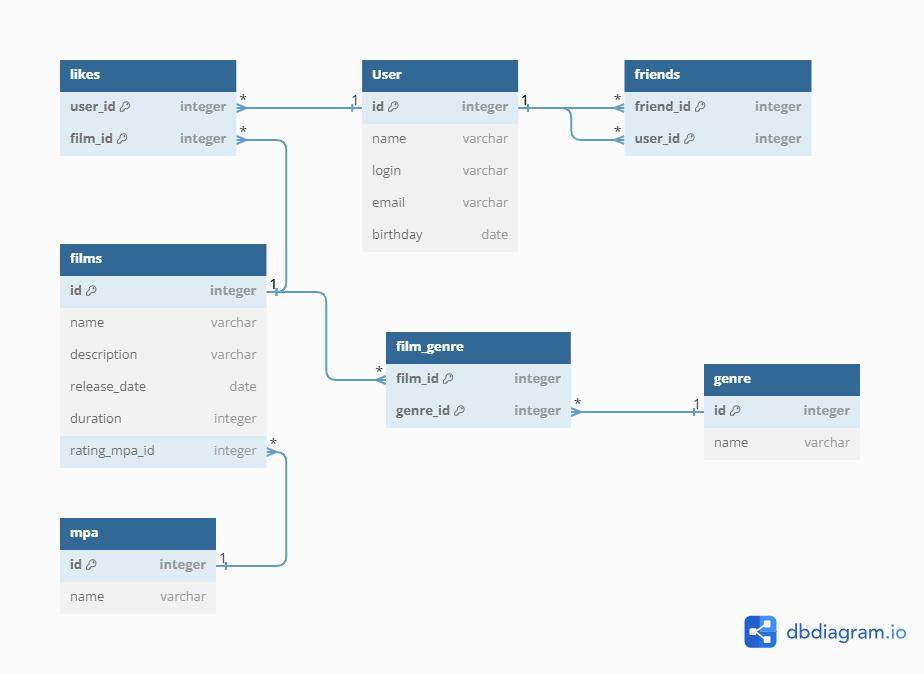 likes
user_id integer
film_id integer
* 1
*
User
id integer
name varchar
login varchar
email varchar
birthday date
friends
friend_id integer
user_id integer
1 *
*
films
id integer
name varchar
description varchar
release_date date
duration integer
rating_mpa_id integer
1
*
film_genre
film_id integer
genre_id integer
*
* 1
genre
id integer
name varchar
mpa
id integer
name varchar
1
dbdiagram.io